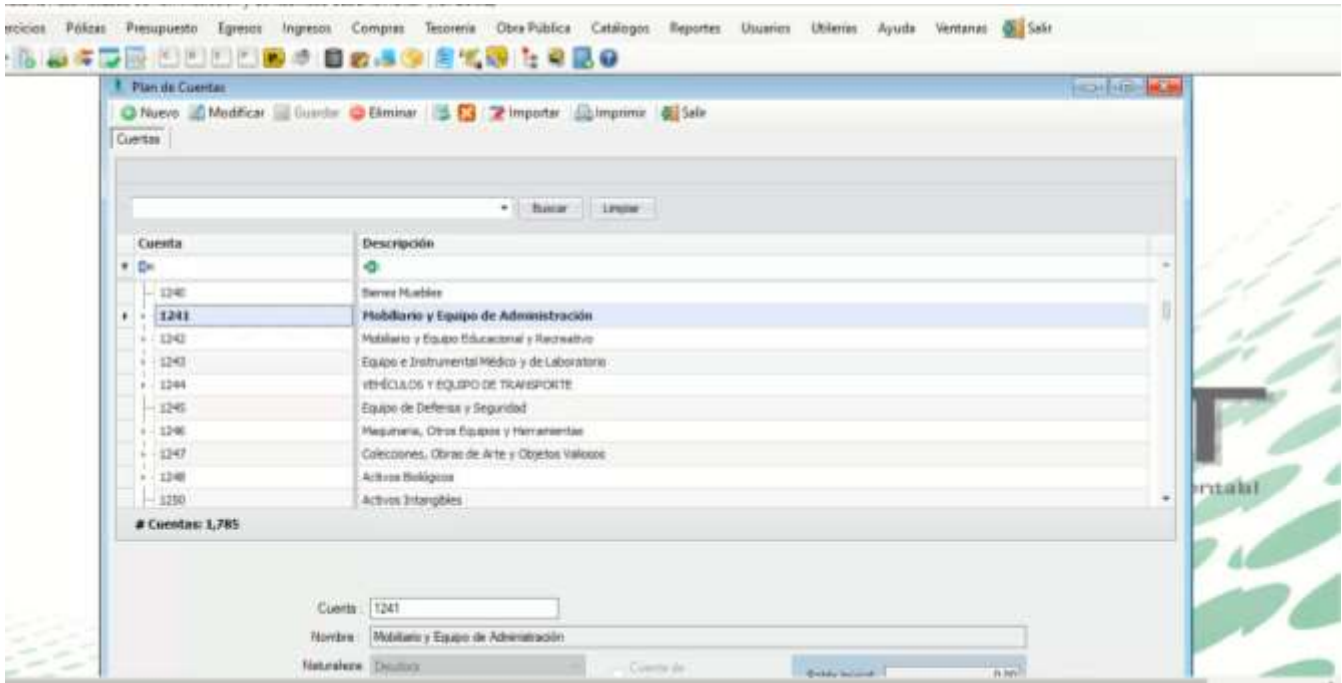 Pólizas Presupuesto Egresos Ingresos Compras Tesorería Obra Pública Catálogos Reportes Usuarios Utilerías Ayuda Ventanas Salir
Plan de Cuentas
Nuevo Modificar Guardar Eliminar Importar Imprimir Salir
Cuentas
Buscar Limpiar
Cuenta Descripción
1240 Bienes Muebles
1241 Mobiliario y Equipo de Administración
1242 Mobiliario y Equipo Educacional y Recreativo
1243 Equipo e Instrumental Médico y de Laboratorio
1244 VEHÍCULOS Y EQUIPO DE TRANSPORTE
1245 Equipo de Defensa y Seguridad
1246 Maquinaria, Otros Equipos y Herramientas
1247 Colecciones, Obras de Arte y Objetos Valiosos
1248 Activos Biológicos
1250 Activos Intangibles
# Cuentas: 1,785
Cuenta 1241
Nombre Mobiliario y Equipo de Administración
Naturaleza Deudora Cuenta de